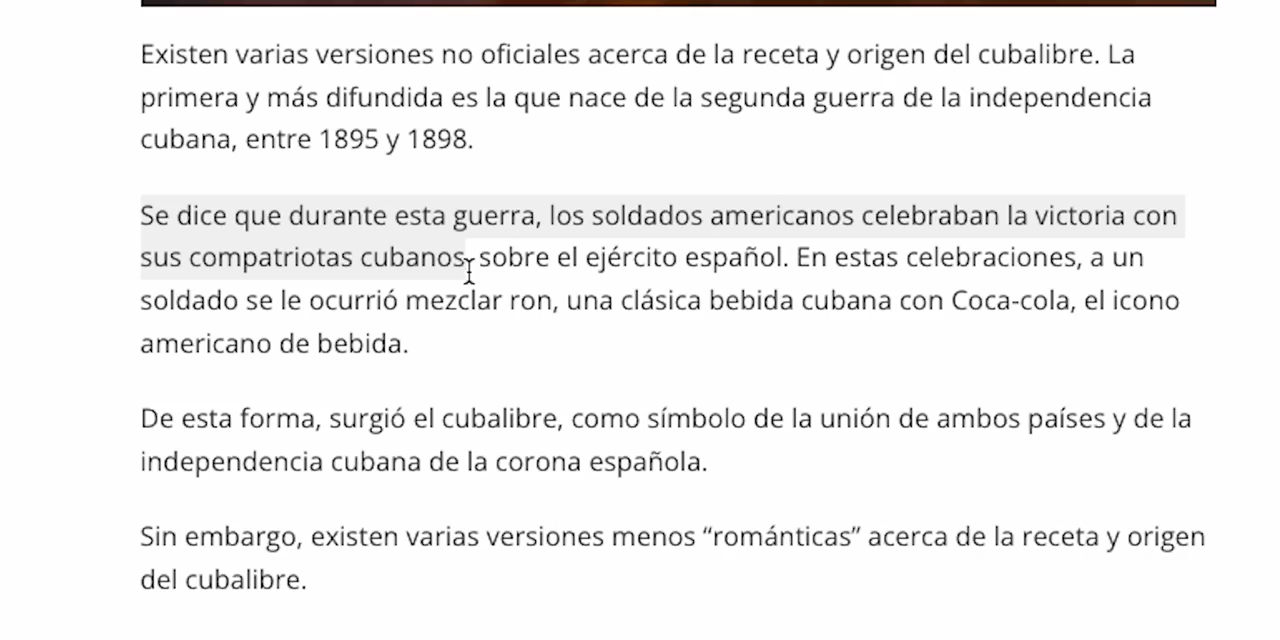 Existen varias versiones no oficiales acerca de la receta y origen del cubalibre. La
primera y más difundida es la que nace de la segunda guerra de la independencia
cubana, entre 1895 y 1898.
Se dice que durante esta guerra, los soldados americanos celebraban la victoria con
sus compatriotas cubanos, sobre el ejército español. En estas celebraciones, a un
soldado se le ocurrió mezclar ron, una clásica bebida cubana con Coca-cola, el icono
americano de bebida.
De esta forma, surgió el cubalibre, como símbolo de la unión de ambos países y de la
independencia cubana de la corona española.
Sin embargo, existen varias versiones menos “románticas” acerca de la receta y origen
del cubalibre.